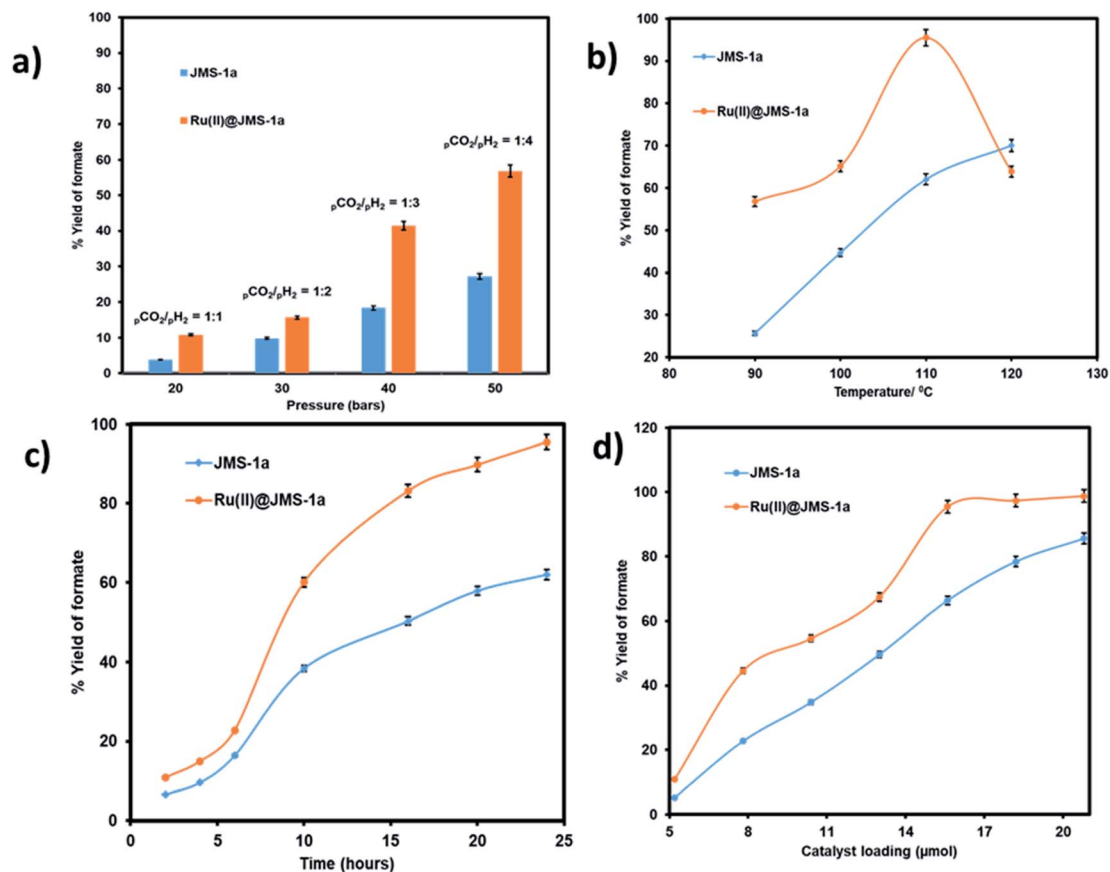 a)
% Yield of formate
100
90
80
70
60
50
40
30
20
10
0
JMS-1a
Ru(II)@JMS-1a
pCO2/pH2 = 1:1
pCO2/pH2 = 1:2
pCO2/pH2 = 1:3
pCO2/pH2 = 1:4
20 30 40 50
Pressure (bars)
b)
% Yield of formate
100
90
80
70
60
50
40
30
20
JMS-1a
Ru(II)@JMS-1a
80 90 100 110 120 130
Temperature/ ⁰C
c)
% Yield of formate
100
80
60
40
20
0
JMS-1a
Ru(II)@JMS-1a
0 5 10 15 20 25
Time (hours)
d)
% Yield of formate
120
100
80
60
40
20
0
JMS-1a
Ru(II)@JMS-1a
5 8 11 14 17 20
Catalyst loading (µmol)